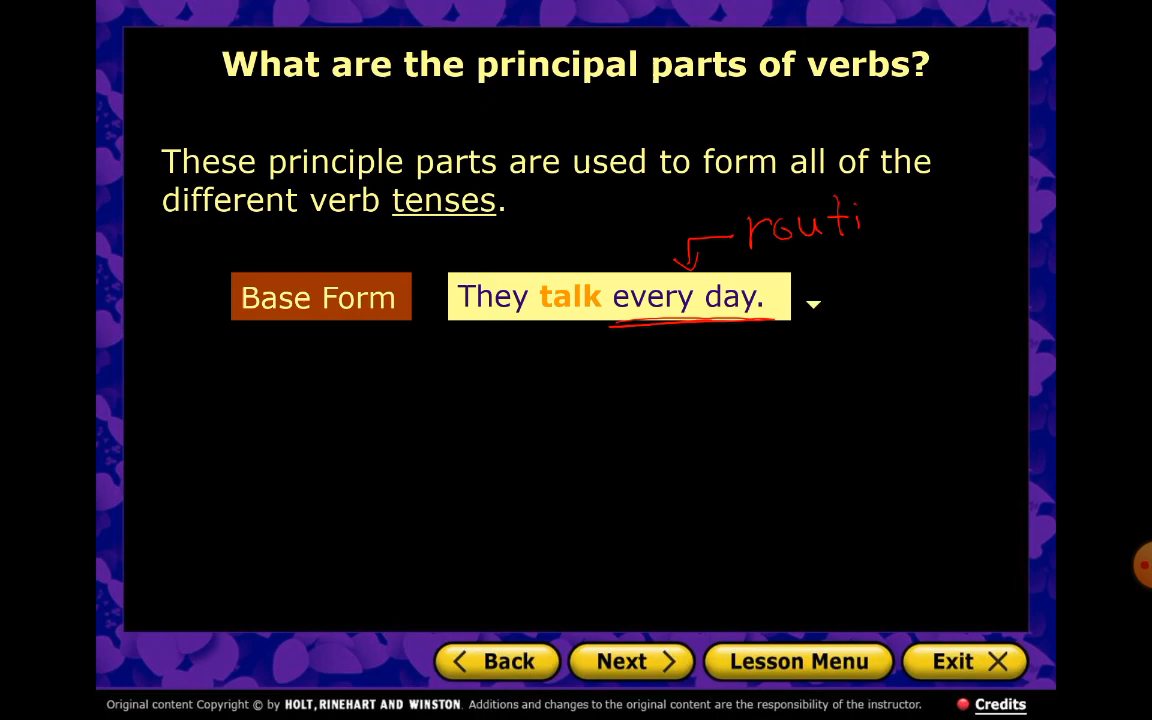 What are the principal parts of verbs?
These principle parts are used to form all of the
different verb tenses.
routi
Base Form
They talk every day.
Back
Next
Lesson Menu
Exit
Original content Copyright © by HOLT, RINEHART AND WINSTON. Additions and changes to the original content are the responsibility of the instructor.
Credits